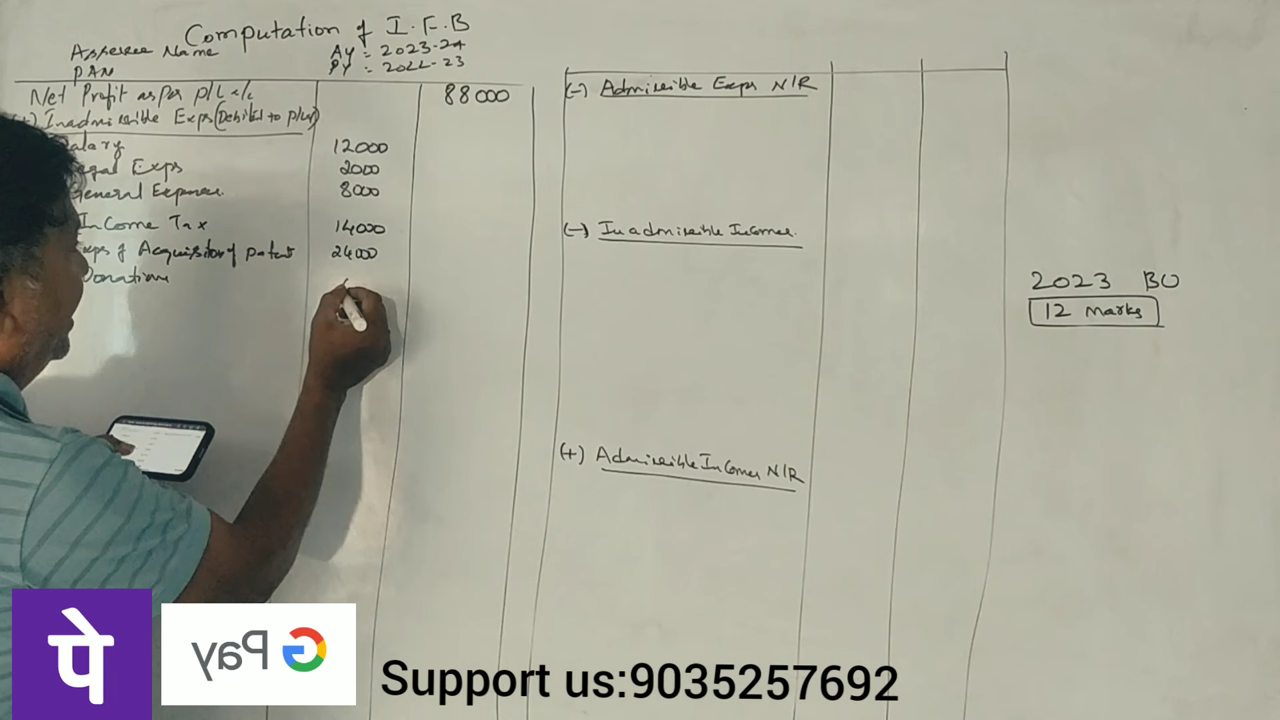 Computation of I.F.B
Assessee Name AY : 2023-24
PAN PY : 2022-23
Net Profit as per P/L a/c 88000
Inadmissible Exps (Debited to
Salary 12000
Legal Exps 2000
General Expenses 8000
InCome Tax 14000
Exps of Acquisition of patent 24000
Donations
(-) Admissible Exps N/R
(-) Inadmissible Incomes
(+) Admissible InComes N/R
2023 BU
12 Marks
पे
G Pay
Support us:9035257692